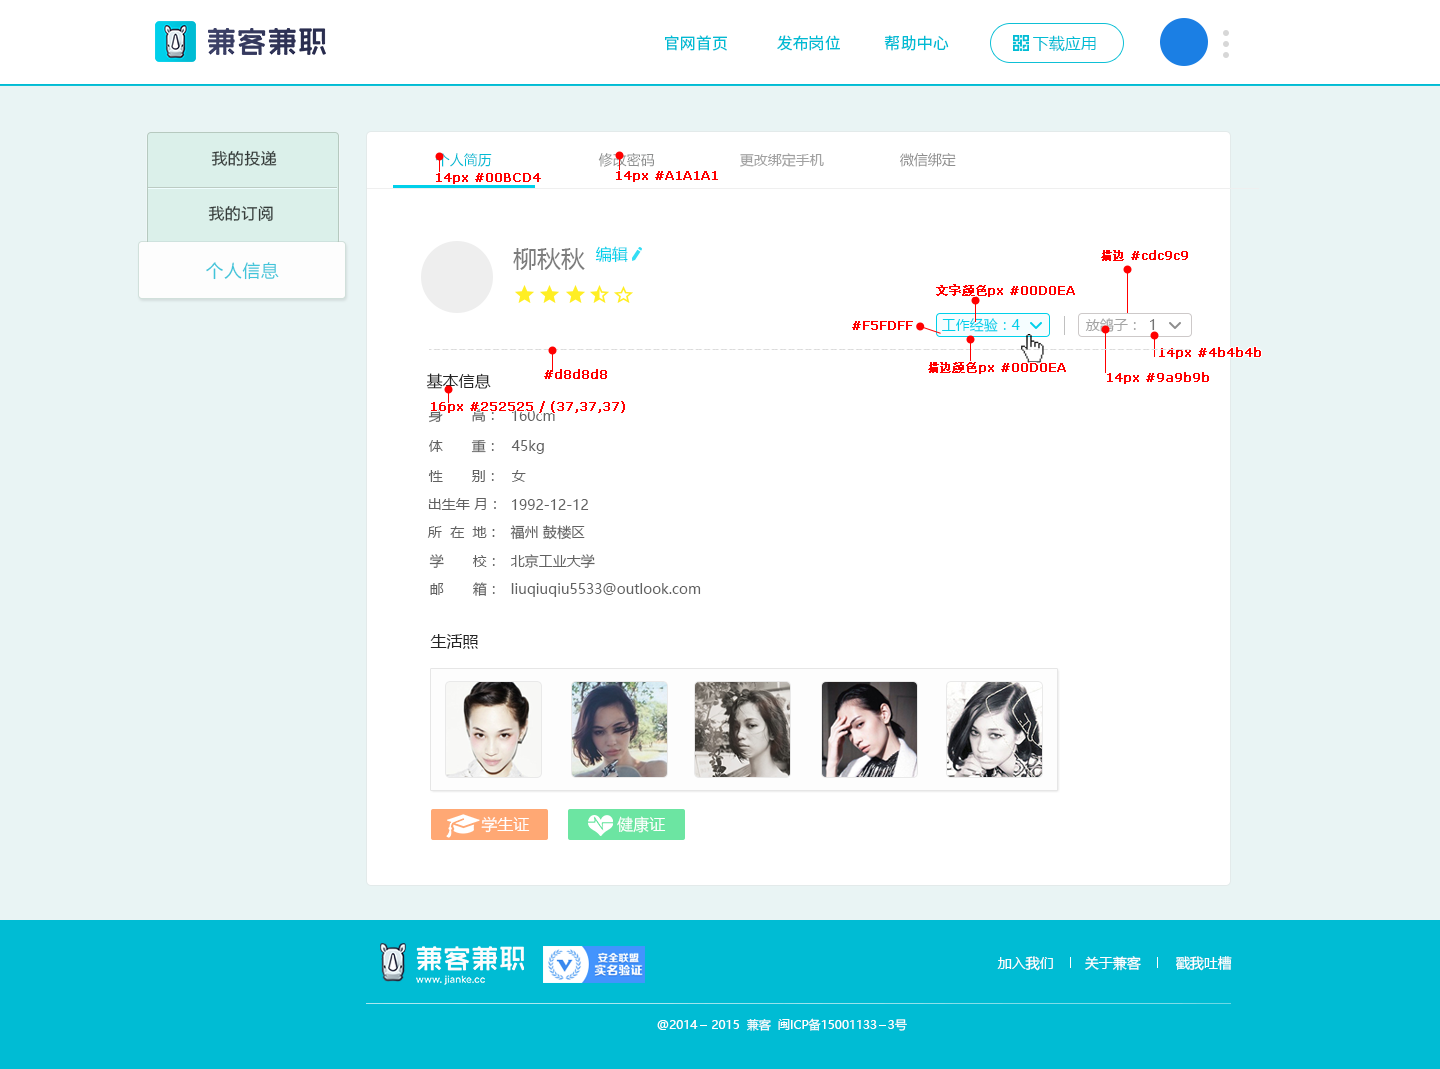 兼客兼职
官网首页 发布岗位 帮助中心 下载应用
我的投递
我的订阅
个人信息
个人简历 修改密码 更改绑定手机 微信绑定
14px #00BCD4
14px #A1A1A1
柳秋秋 编辑
描边 #cdc9c9
文字颜色px #00D0EA
#F5FDFF
工作经验：4
放鸽子： 1
14px #4b4b4b
描边颜色px #00D0EA
14px #9a9b9b
#d8d8d8
基本信息
16px #252525 / (37,37,37)
身 高： 160cm
体 重： 45kg
性 别： 女
出生年 月： 1992-12-12
所 在 地： 福州 鼓楼区
学 校： 北京工业大学
邮 箱： liuqiuqiu5533@outlook.com
生活照
学生证 健康证
兼客兼职
www.jianke.cc
安全联盟
实名验证
加入我们 关于兼客 戳我吐槽
@2014 – 2015 兼客 闽ICP备15001133–3号